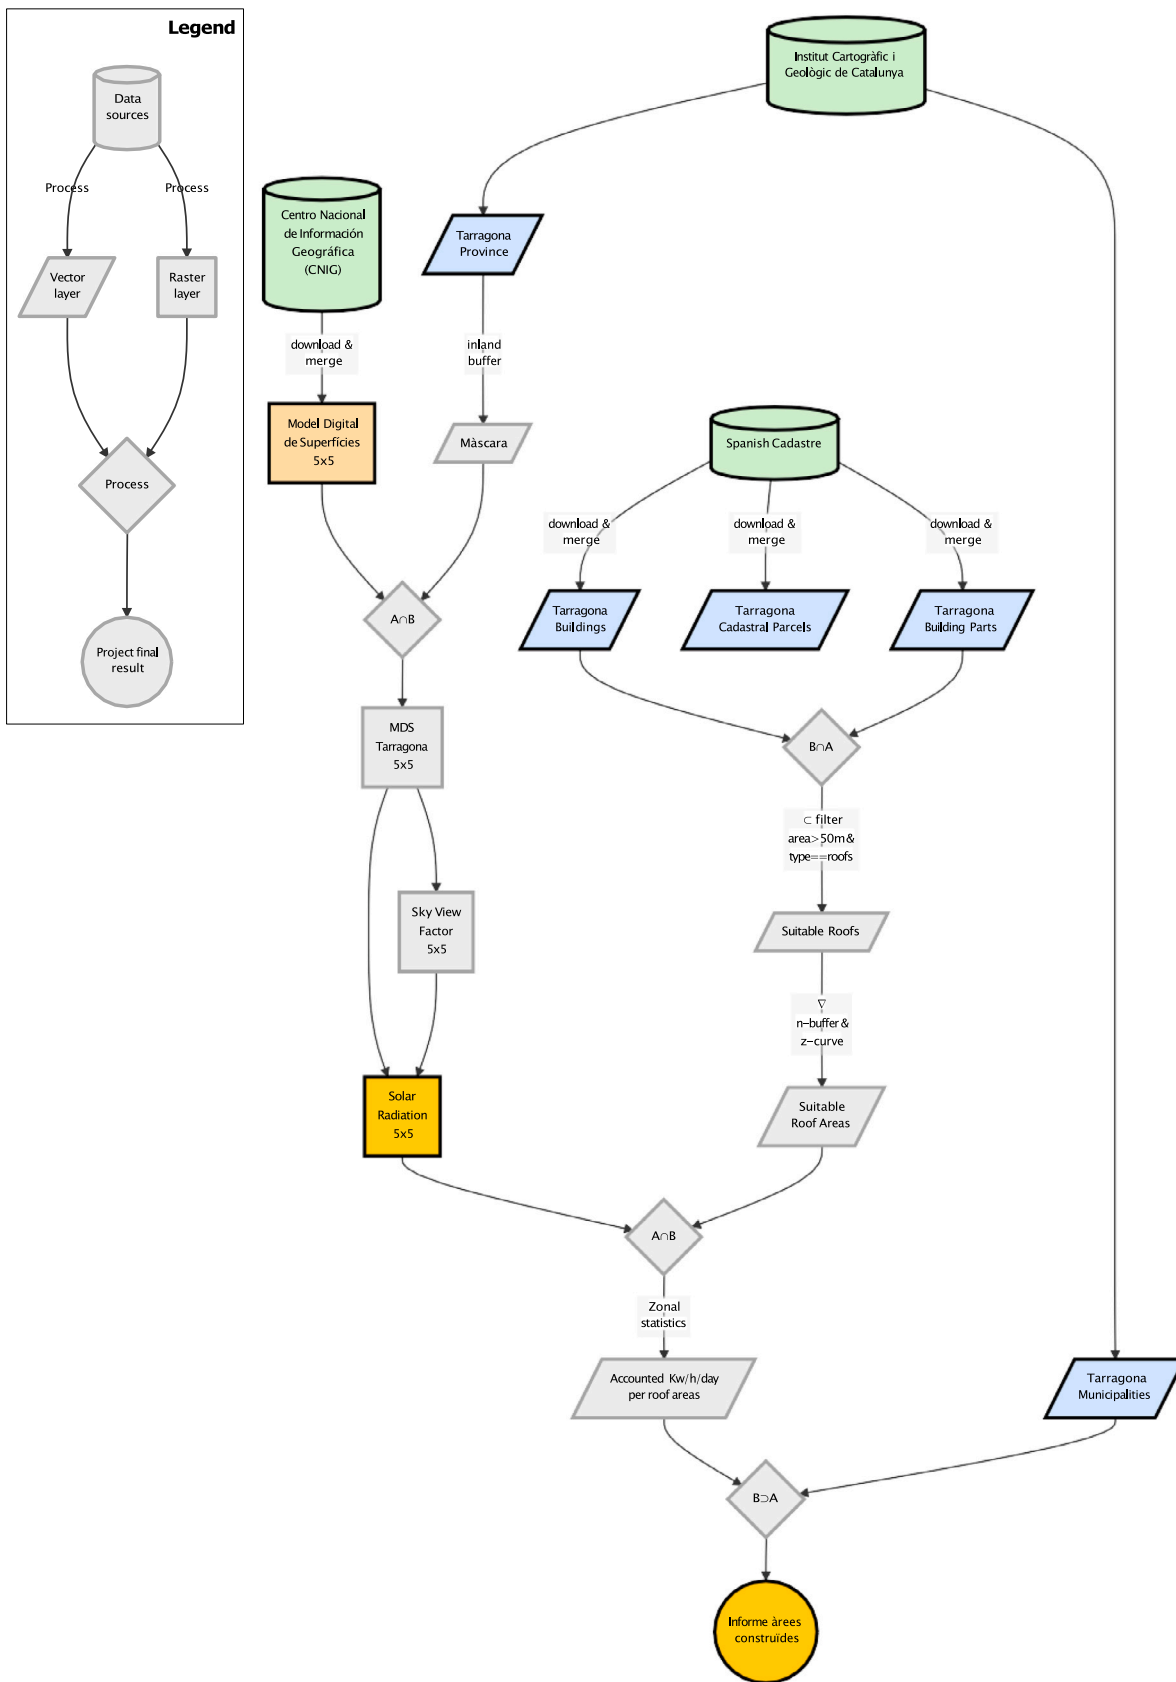 Legend
Data
sources
Process
Process
Vector
layer
Raster
layer
Process
Project final
result
Institut Cartogràfic i
Geològic de Catalunya
Centro Nacional
de Información
Geográfica
(CNIG)
Tarragona
Province
download &
merge
inland
buffer
Model Digital
de Superfícies
5x5
Màscara
Spanish Cadastre
download &
merge
download &
merge
download &
merge
A∩B
Tarragona
Buildings
Tarragona
Cadastral Parcels
Tarragona
Building Parts
MDS
Tarragona
5x5
B∩A
⊂ filter
area>50m&
type==roofs
Sky View
Factor
5x5
Suitable Roofs
∇
n-buffer&
z-curve
Solar
Radiation
5x5
Suitable
Roof Areas
A∩B
Zonal
statistics
Accounted Kw/h/day
per roof areas
Tarragona
Municipalities
B⊃A
Informe àrees
construïdes